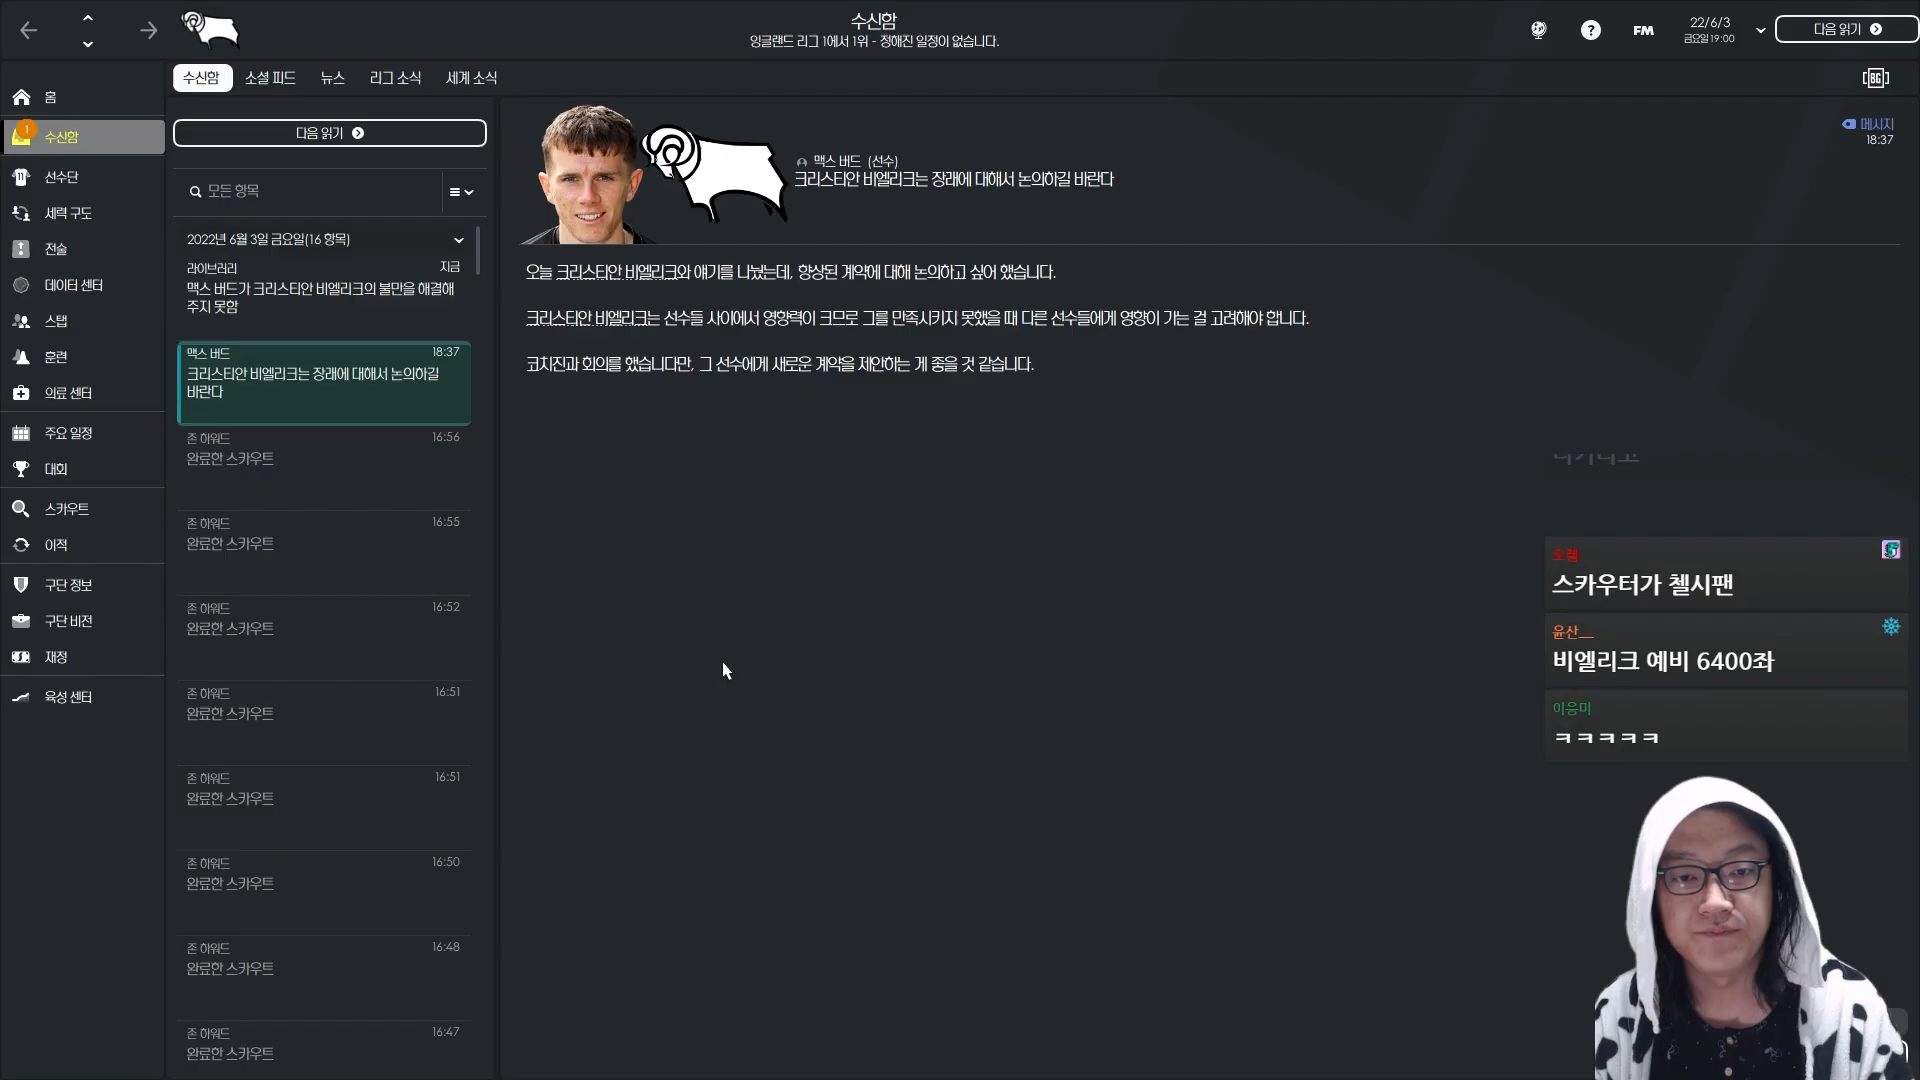 수신함
잉글랜드 리그 1에서 1위 - 정해진 일정이 없습니다.
FM
22/6/3
금요일 19:00
다음 읽기
수신함
소셜 피드
뉴스
리그 소식
세계 소식
BG
홈
1
수신함
선수단
세력 구도
전술
데이터 센터
스탭
훈련
의료 센터
주요 일정
대회
스카우트
이적
구단 정보
구단 비전
재정
육성 센터
다음 읽기
모든 항목
2022년 6월 3일 금요일(16 항목)
라이브러리
지금
맥스 버드가 크리스티안 비엘리크의 불만을 해결해
주지 못함
맥스 버드
18:37
크리스티안 비엘리크는 장래에 대해서 논의하길
바란다
존 하워드
16:56
완료한 스카우트
존 하워드
16:55
완료한 스카우트
존 하워드
16:52
완료한 스카우트
존 하워드
16:51
완료한 스카우트
존 하워드
16:51
완료한 스카우트
존 하워드
16:50
완료한 스카우트
존 하워드
16:48
완료한 스카우트
존 하워드
16:47
완료한 스카우트
맥스 버드 (선수)
크리스티안 비엘리크는 장래에 대해서 논의하길 바란다
메시지
18:37
오늘 크리스티안 비엘리크와 얘기를 나눴는데, 향상된 계약에 대해 논의하고 싶어 했습니다.
크리스티안 비엘리크는 선수들 사이에서 영향력이 크므로 그를 만족시키지 못했을 때 다른 선수들에게 영향이 가는 걸 고려해야 합니다.
코치진과 회의를 했습니다만, 그 선수에게 새로운 계약을 제안하는 게 좋을 것 같습니다.
스카우터가 첼시팬
윤산__
비엘리크 예비 6400좌
이응미
ㅋㅋㅋㅋㅋ